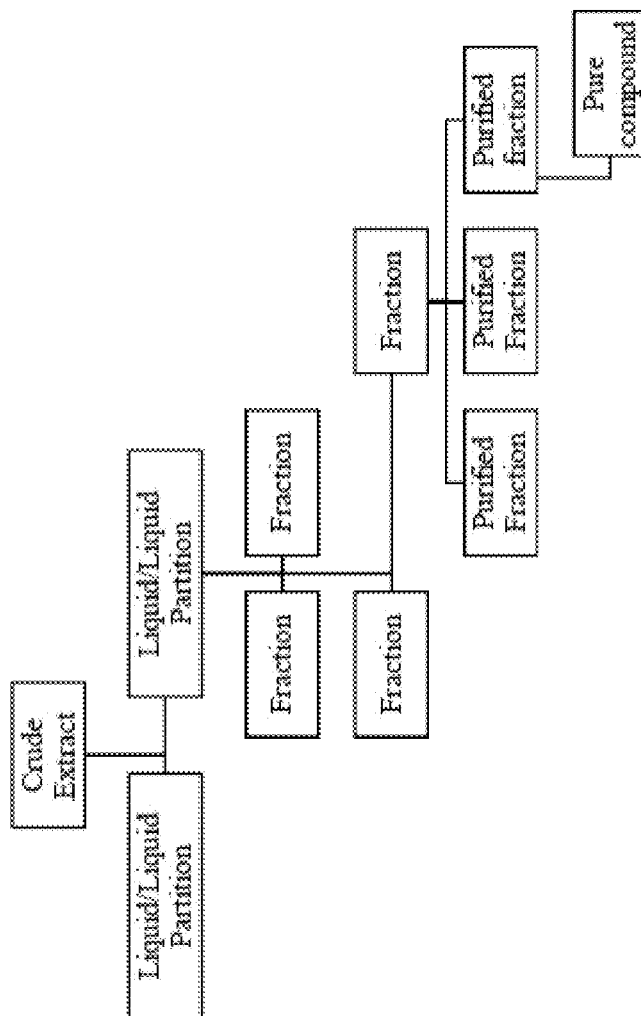 Crude
Extract
Liquid/Liquid
Partition
Liquid/Liquid
Partition
Fraction
Fraction
Fraction
Fraction
Purified
Fraction
Purified
Fraction
Purified
fraction
Pure
compound